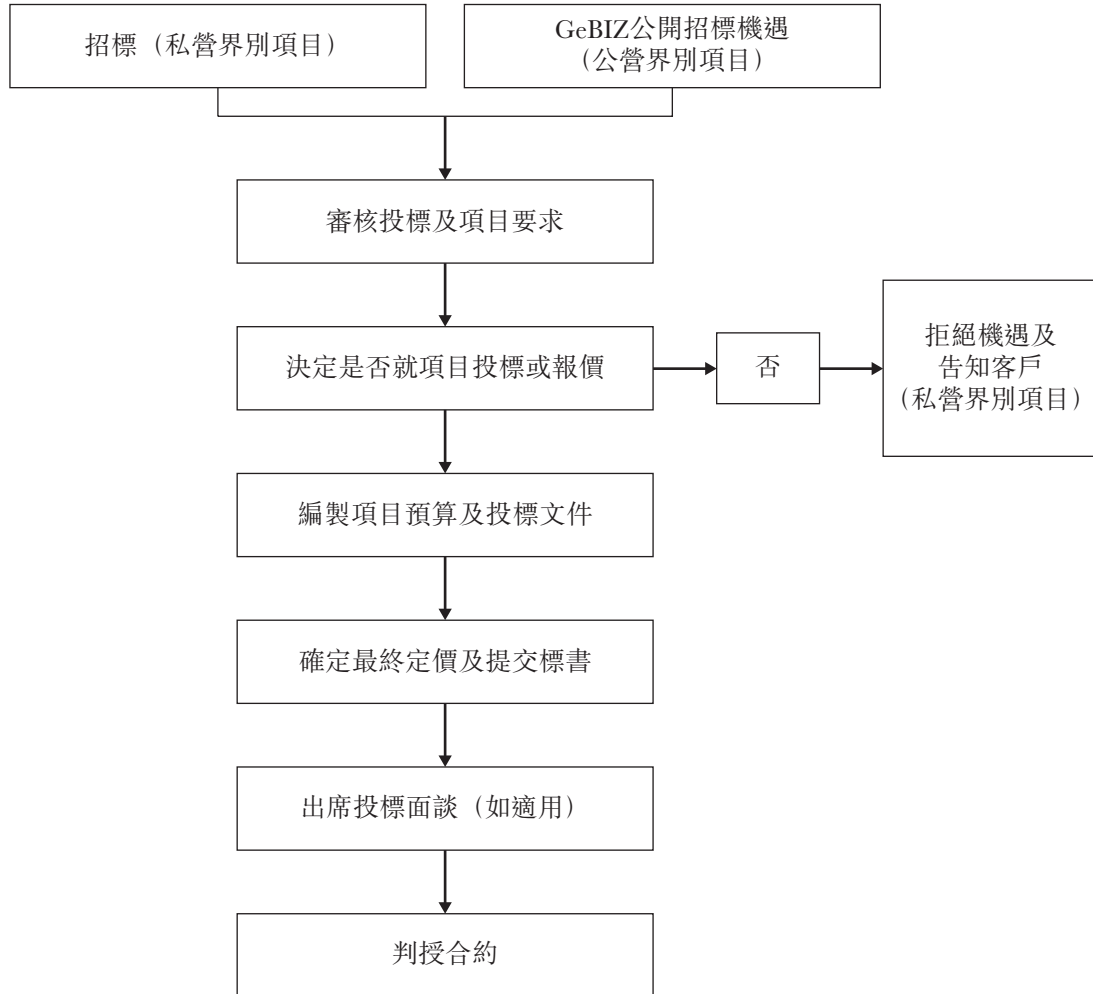 招標（私營界別項目）
GeBIZ公開招標機遇
（公營界別項目）
審核投標及項目要求
決定是否就項目投標或報價
否
拒絕機遇及
告知客戶
（私營界別項目）
編製項目預算及投標文件
確定最終定價及提交標書
出席投標面談（如適用）
判授合約